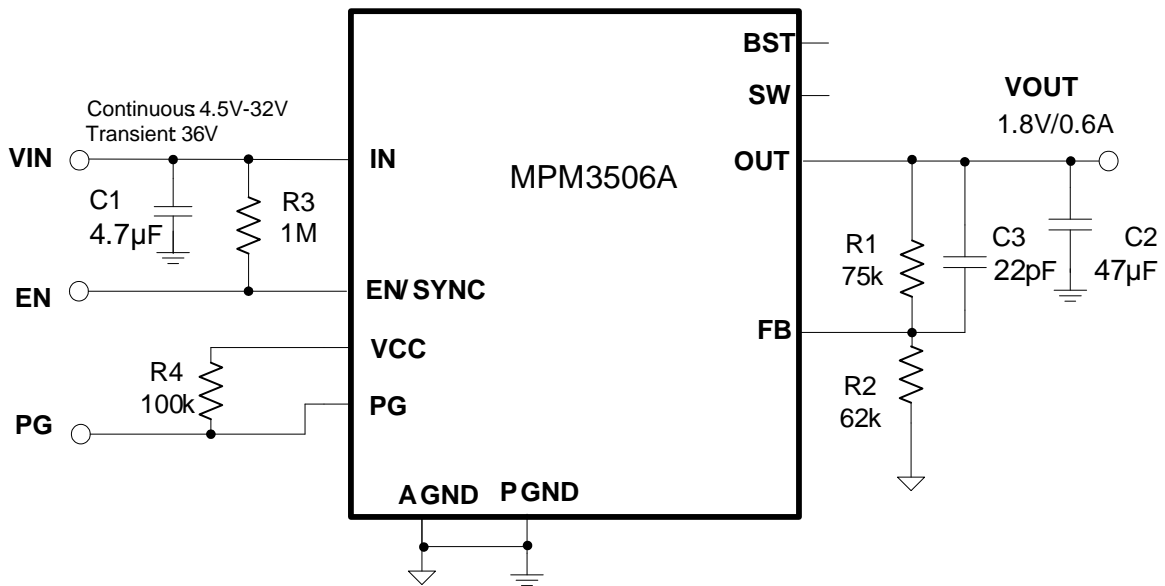 BST
SW
VOUT
1.8V/0.6A
Continuous: 4.5V-32V
Transient: 36V
VIN
IN
MPM3506A
OUT
C1
4.7µF
R3
1M
R1
75k
C3
22pF
C2
47µF
EN
EN/SYNC
FB
VCC
R4
100k
PG
PG
R2
62k
AGND
PGND